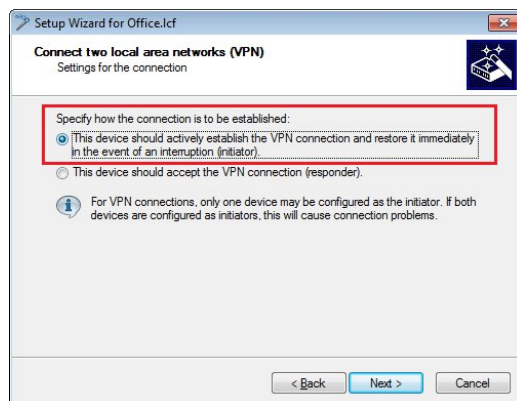 Setup Wizard for Office.lcf
Connect two local area networks (VPN)
Settings for the connection
Specify how the connection is to be established:
This device should actively establish the VPN connection and restore it immediately
in the event of an interruption (initiator).
This device should accept the VPN connection (responder).
For VPN connections, only one device may be configured as the initiator. If both
devices are configured as initiators, this will cause connection problems.
< Back Next > Cancel